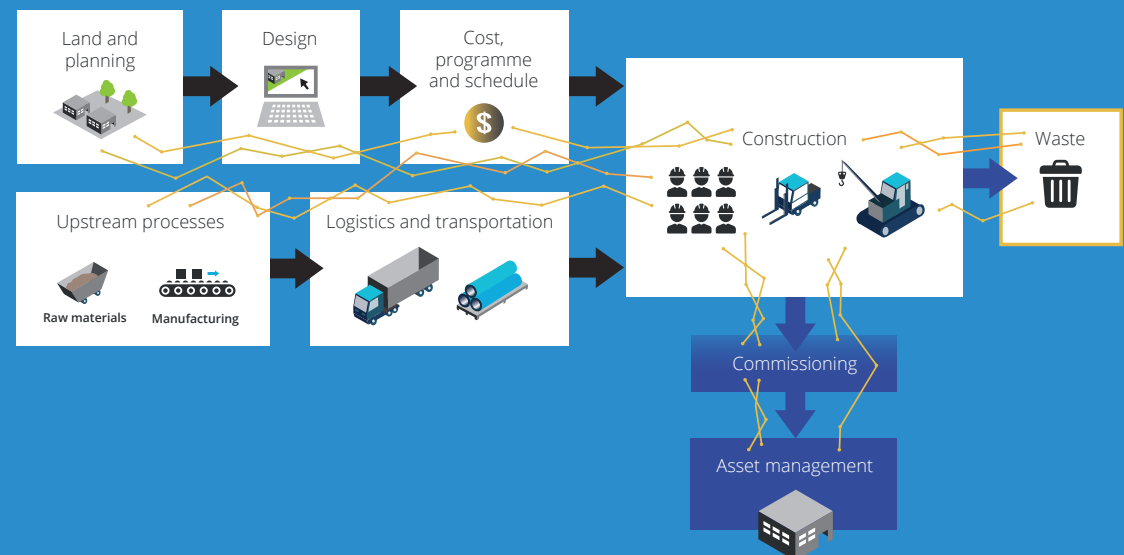 Land and
planning
Design
Cost,
programme
and schedule
$
Construction
Waste
Upstream processes
Raw materials
Manufacturing
Logistics and transportation
Commissioning
Asset management